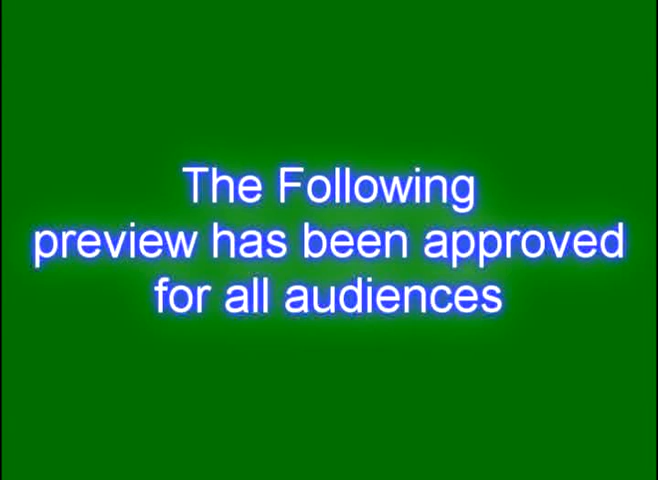 The Following
preview has been approved
for all audiences